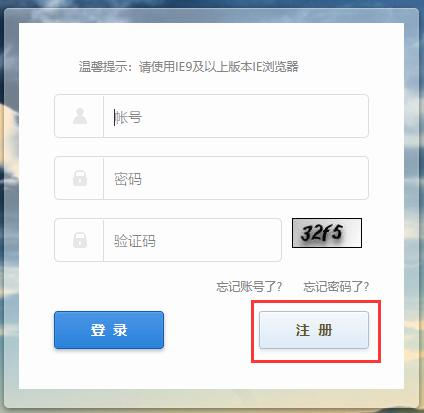 温馨提示：请使用IE9及以上版本IE浏览器
帐号
密码
验证码 32f5
忘记账号了? 忘记密码了?
登 录 注 册